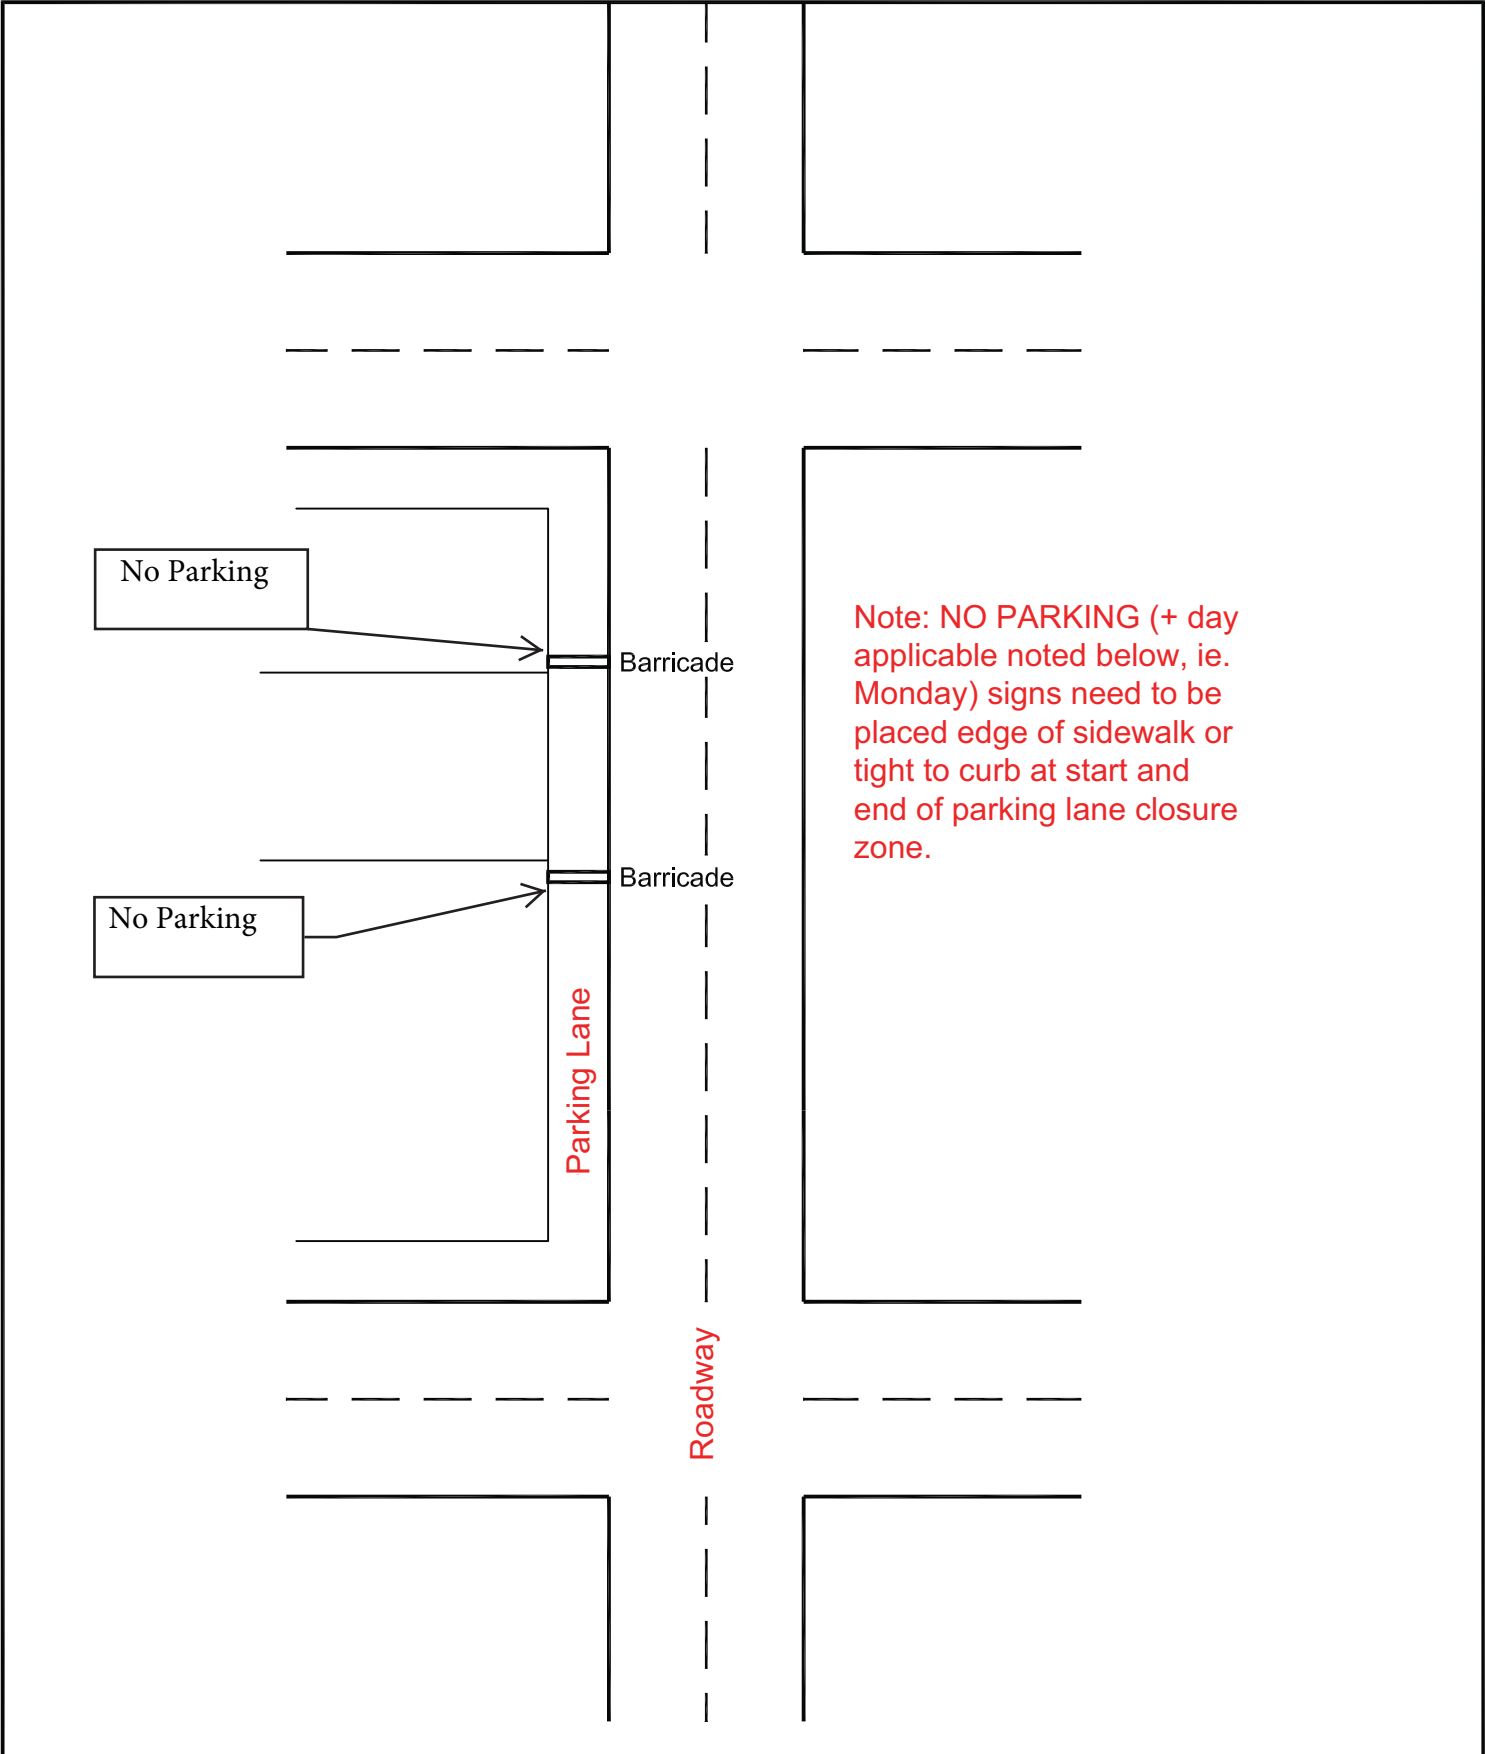 No Parking
Barricade
Note: NO PARKING (+ day
applicable noted below, ie.
Monday) signs need to be
placed edge of sidewalk or
tight to curb at start and
end of parking lane closure
zone.
Barricade
No Parking
Parking Lane
Roadway